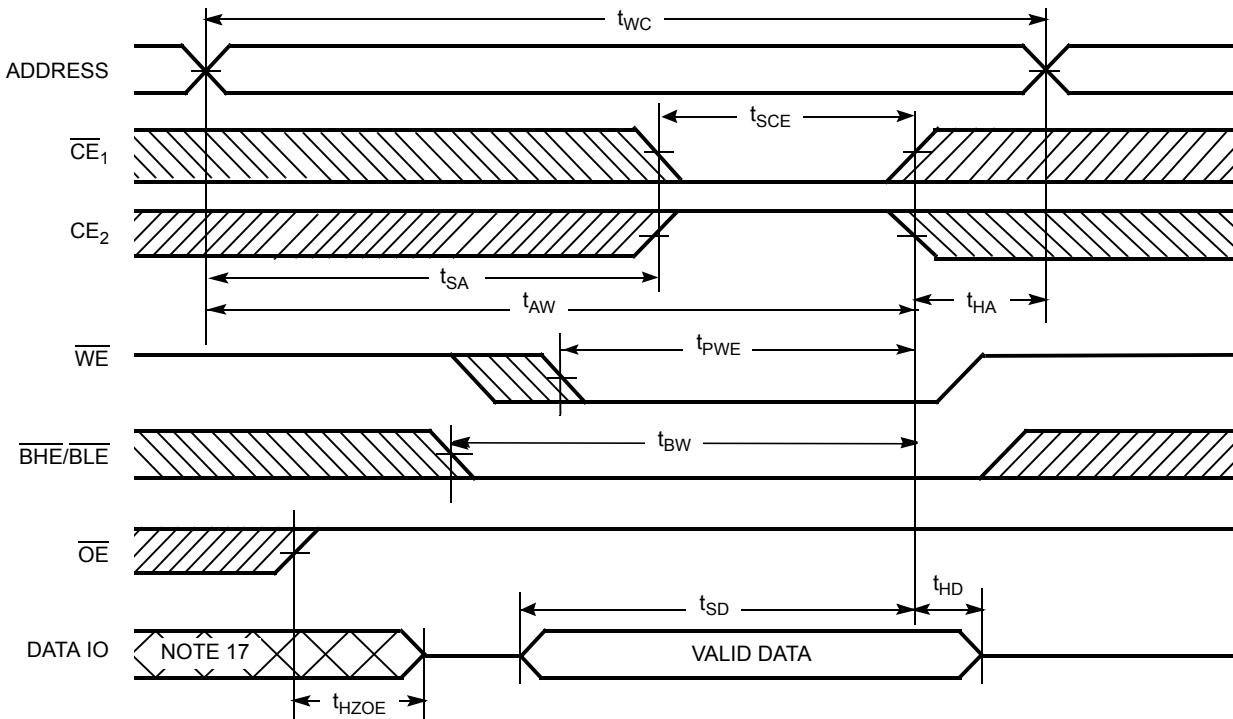 tWC
ADDRESS
tSCE
CE1
CE2
tSA
tAW
tHA
WE
tPWE
BHE/BLE
tBW
OE
tHD
tSD
DATA IO
NOTE 17
VALID DATA
tHZOE